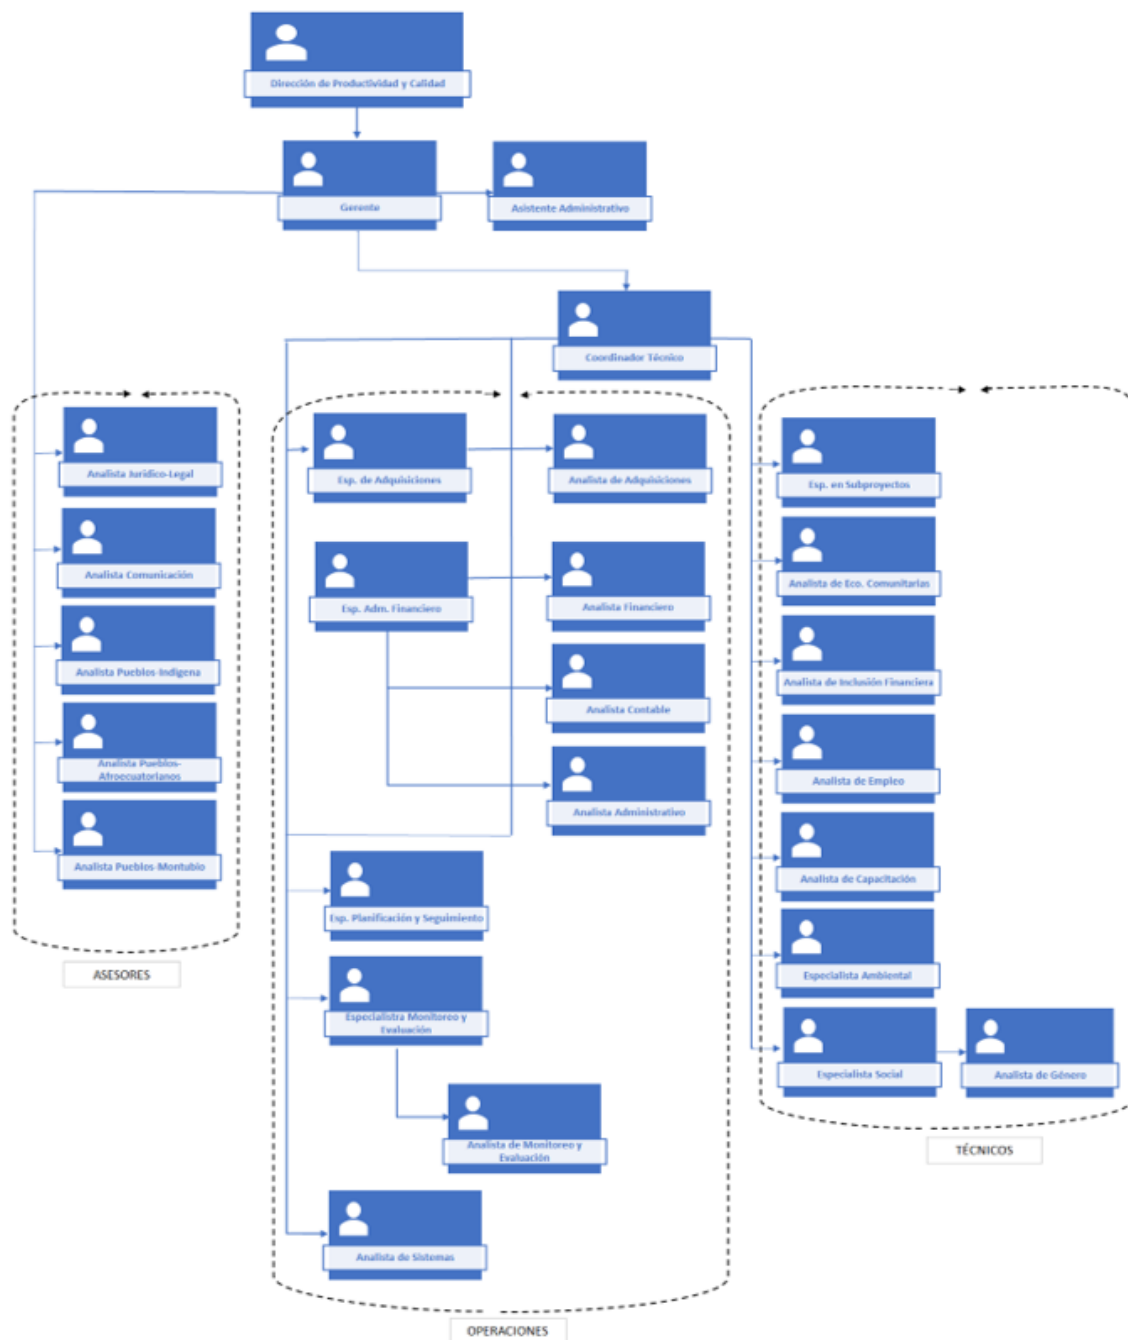 Dirección de Productividad y Calidad
Gerente
Asistente Administrativo
Coordinador Técnico
Analista Jurídico-Legal
Analista Comunicación
Analista Pueblos-Indígena
Analista Pueblos-
Afroecuatorianos
Analista Pueblos-Montubio
ASESORES
Esp. de Adquisiciones
Analista de Adquisiciones
Esp. Adm. Financiero
Analista Financiero
Analista Contable
Analista Administrativo
Esp. Planificación y Seguimiento
Especialistra Monitoreo y
Evaluación
Analista de Monitoreo y
Evaluación
Analista de Sistemas
OPERACIONES
Esp. en Subproyectos
Analista de Eco. Comunitarias
Analista de Inclusión Financiera
Analista de Empleo
Analista de Capacitación
Especialista Ambiental
Especialista Social
Analista de Género
TÉCNICOS